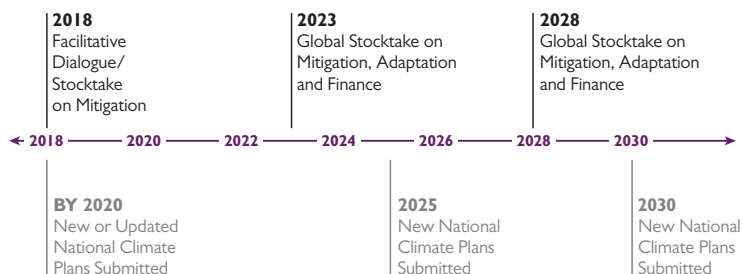 2018
Facilitative
Dialogue/
Stocktake
on Mitigation
2023
Global Stocktake on
Mitigation, Adaptation
and Finance
2028
Global Stocktake on
Mitigation, Adaptation
and Finance
2018 2020 2022 2024 2026 2028 2030
BY 2020
New or Updated
National Climate
Plans Submitted
2025
New National
Climate Plans
Submitted
2030
New National
Climate Plans
Submitted